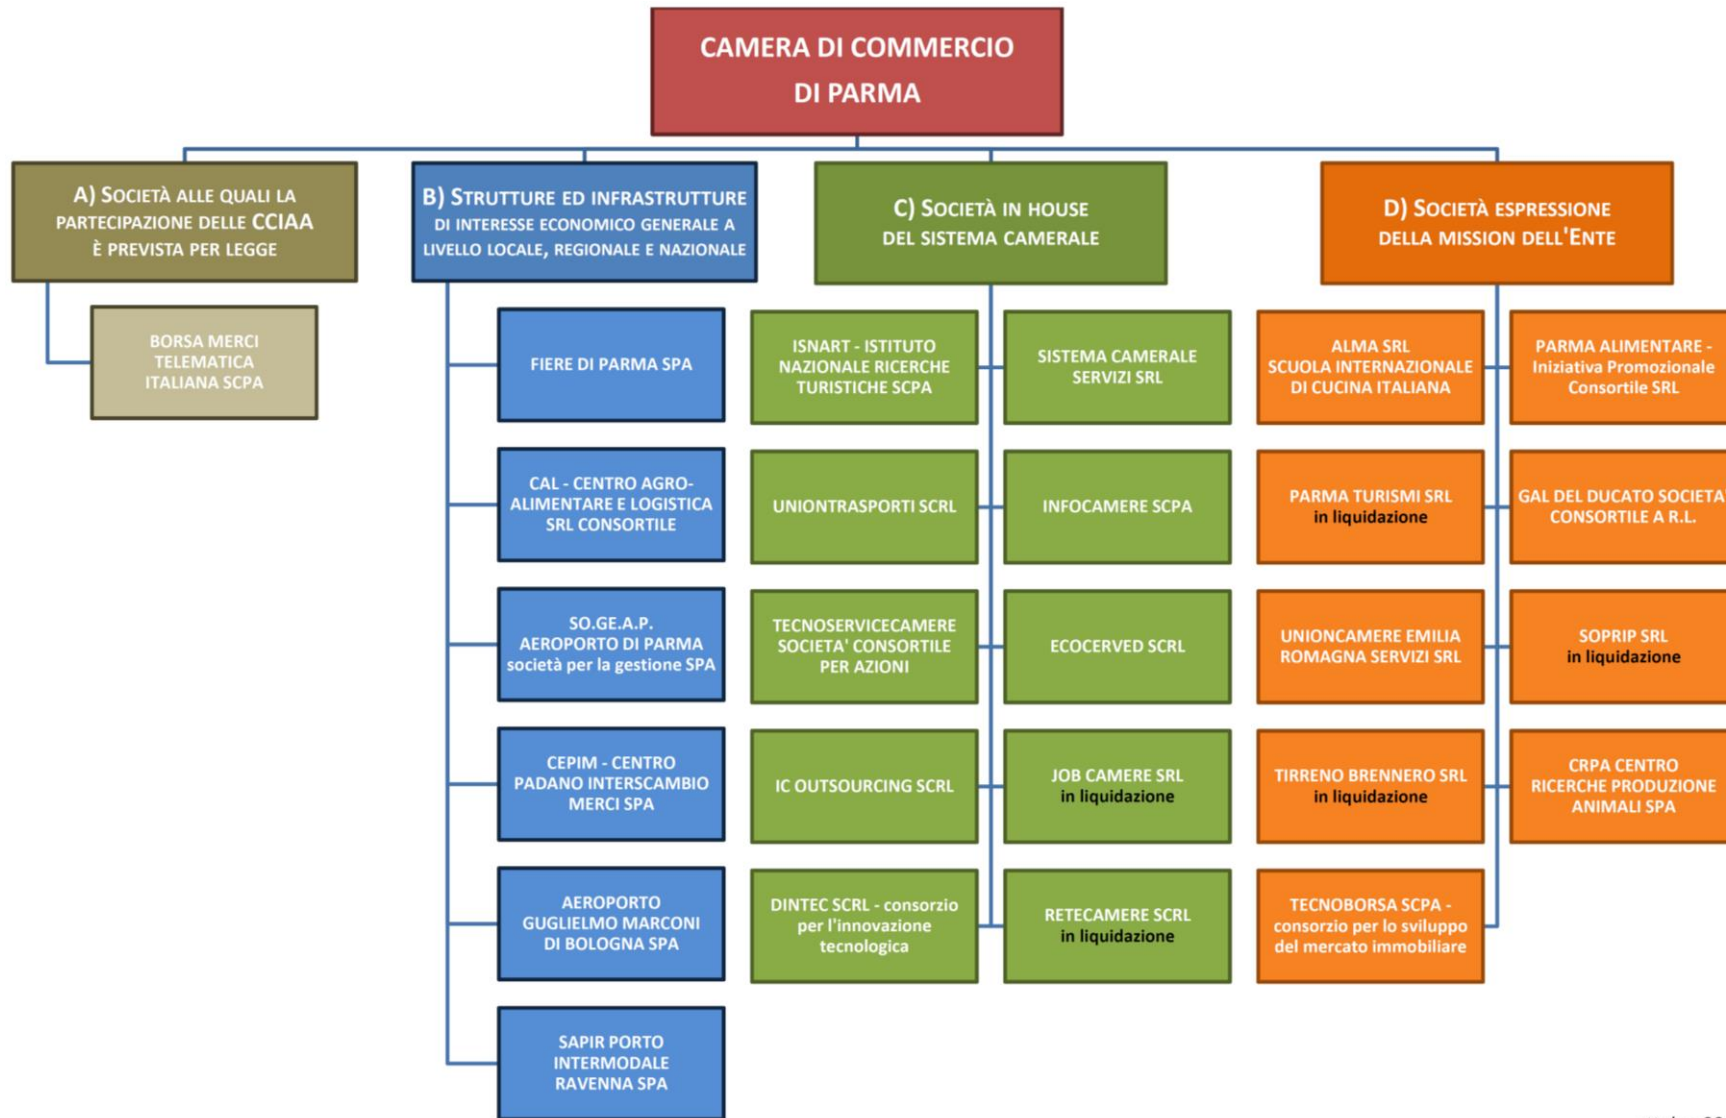 CAMERA DI COMMERCIO
DI PARMA
A) SOCIETÀ ALLE QUALI LA
PARTECIPAZIONE DELLE CCIAA
È PREVISTA PER LEGGE
BORSA MERCI
TELEMATICA
ITALIANA SCPA
B) STRUTTURE ED INFRASTRUTTURE
DI INTERESSE ECONOMICO GENERALE A
LIVELLO LOCALE, REGIONALE E NAZIONALE
FIERE DI PARMA SPA
CAL - CENTRO AGRO-
ALIMENTARE E LOGISTICA
SRL CONSORTILE
SO.GE.A.P.
AEROPORTO DI PARMA
società per la gestione SPA
CEPIM - CENTRO
PADANO INTERSCAMBIO
MERCI SPA
AEROPORTO
GUGLIELMO MARCONI
DI BOLOGNA SPA
SAPIR PORTO
INTERMODALE
RAVENNA SPA
C) SOCIETÀ IN HOUSE
DEL SISTEMA CAMERALE
ISNART - ISTITUTO
NAZIONALE RICERCHE
TURISTICHE SCPA
SISTEMA CAMERALE
SERVIZI SRL
UNIONTRASPORTI SCRL
INFOCAMERE SCPA
TECNOSERVICECAMERE
SOCIETA' CONSORTILE
PER AZIONI
ECOCERVED SCRL
IC OUTSOURCING SCRL
JOB CAMERE SRL
in liquidazione
DINTEC SCRL - consorzio
per l'innovazione
tecnologica
RETECAMERE SCRL
in liquidazione
D) SOCIETÀ ESPRESSIONE
DELLA MISSION DELL'ENTE
ALMA SRL
SCUOLA INTERNAZIONALE
DI CUCINA ITALIANA
PARMA ALIMENTARE -
Iniziativa Promozionale
Consortile SRL
PARMA TURISMI SRL
in liquidazione
GAL DEL DUCATO SOCIETA'
CONSORTILE A R.L.
UNIONCAMERE EMILIA
ROMAGNA SERVIZI SRL
SOPRIP SRL
in liquidazione
TIRRENO BRENNERO SRL
in liquidazione
CRPA CENTRO
RICERCHE PRODUZIONE
ANIMALI SPA
TECNOBORSA SCPA -
consorzio per lo sviluppo
del mercato immobiliare